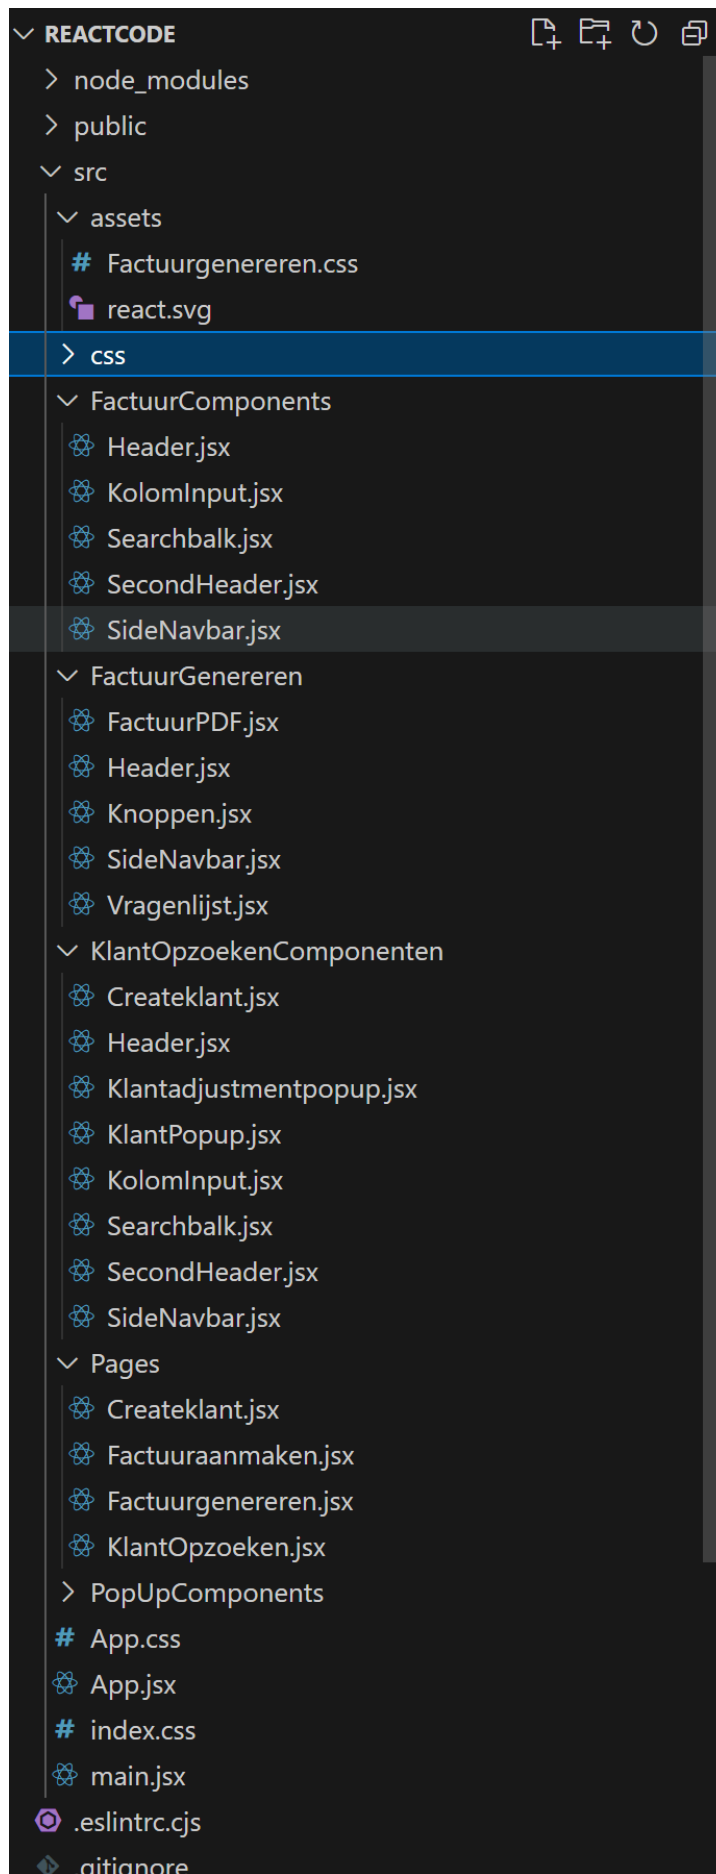 REACTCODE
node_modules
public
src
assets
Factuurgenereren.css
react.svg
css
FactuurComponents
Header.jsx
KolomInput.jsx
Searchbalk.jsx
SecondHeader.jsx
SideNavbar.jsx
FactuurGenereren
FactuurPDF.jsx
Header.jsx
Knoppen.jsx
SideNavbar.jsx
Vragenlijst.jsx
KlantOpzoekenComponenten
Createklant.jsx
Header.jsx
Klantadjustmentpopup.jsx
KlantPopup.jsx
KolomInput.jsx
Searchbalk.jsx
SecondHeader.jsx
SideNavbar.jsx
Pages
Createklant.jsx
Factuuraanmaken.jsx
Factuurgenereren.jsx
KlantOpzoeken.jsx
PopUpComponents
App.css
App.jsx
index.css
main.jsx
.eslintrc.cjs
.gitignore